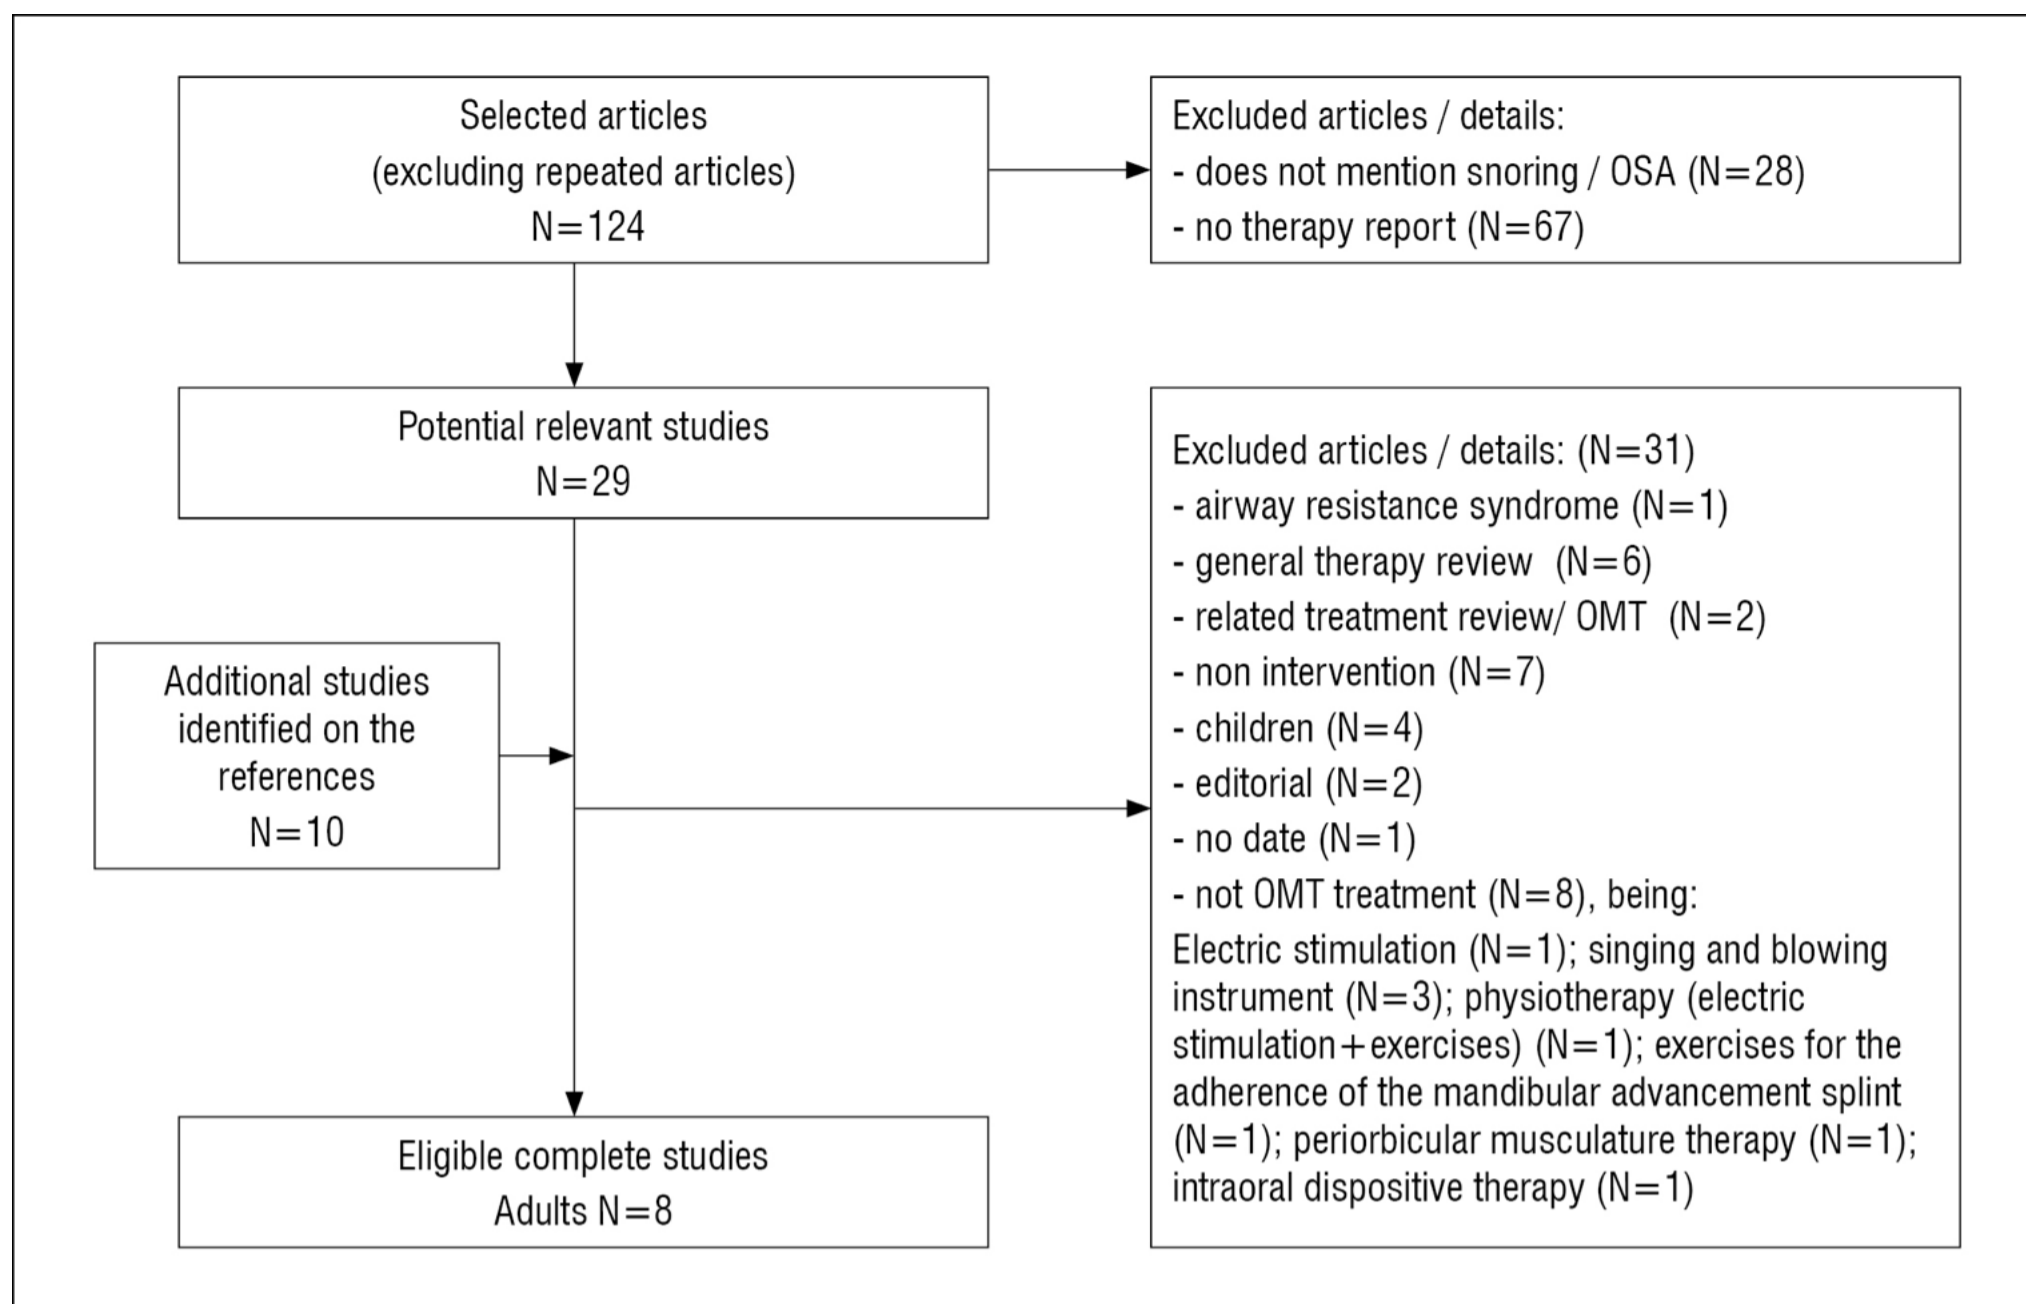 Selected articles
(excluding repeated articles)
N=124
Excluded articles / details:
- does not mention snoring / OSA (N=28)
- no therapy report (N=67)
Potential relevant studies
N=29
Additional studies
identified on the
references
N=10
Excluded articles / details: (N=31)
- airway resistance syndrome (N=1)
- general therapy review  (N=6)
- related treatment review/ OMT  (N=2)
- non intervention (N=7)
- children (N=4)
- editorial (N=2)
- no date (N=1)
- not OMT treatment (N=8), being:
Electric stimulation (N=1); singing and blowing
instrument (N=3); physiotherapy (electric
stimulation+exercises) (N=1); exercises for the
adherence of the mandibular advancement splint
(N=1); periorbicular musculature therapy (N=1);
intraoral dispositive therapy (N=1)
Eligible complete studies
Adults N=8